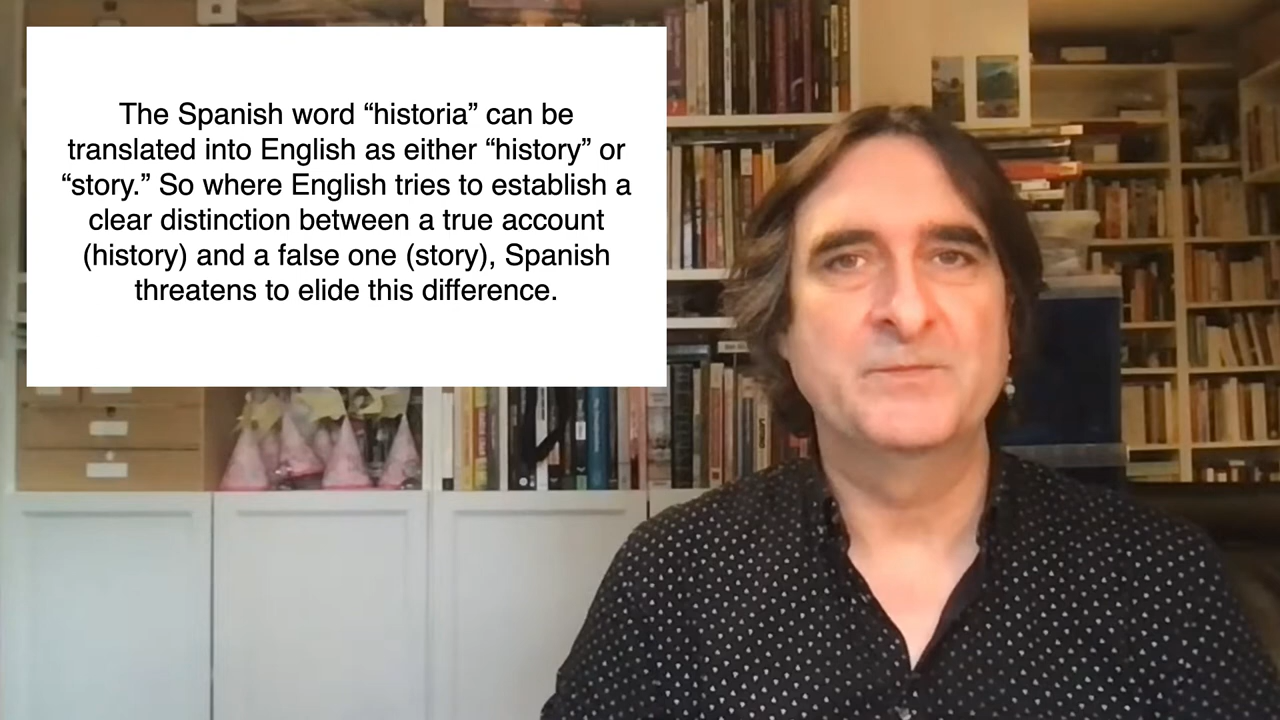 The Spanish word “historia” can be
translated into English as either “history” or
“story.” So where English tries to establish a
clear distinction between a true account
(history) and a false one (story), Spanish
threatens to elide this difference.